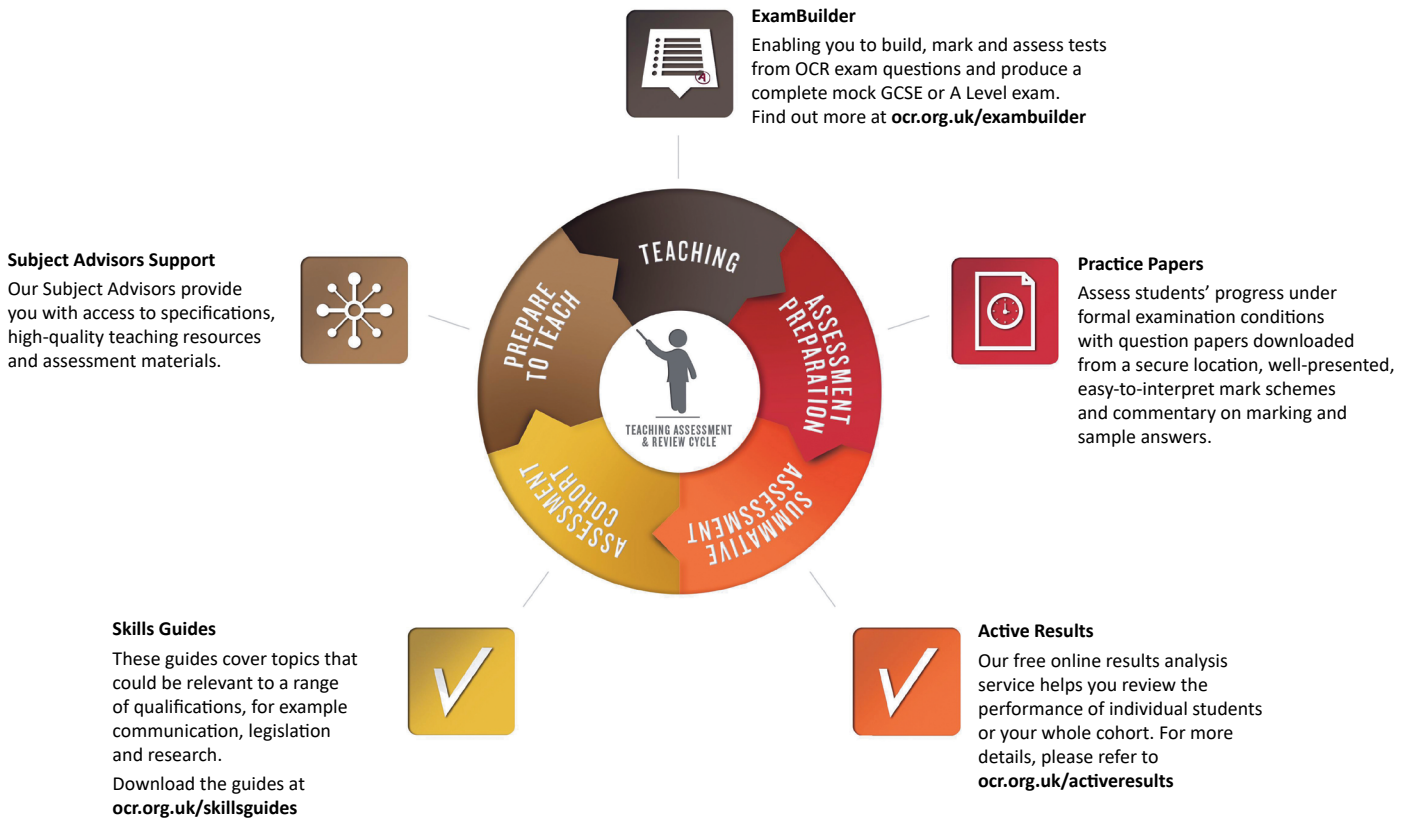 ExamBuilder
Enabling you to build, mark and assess tests
from OCR exam questions and produce a
complete mock GCSE or A Level exam.
Find out more at ocr.org.uk/exambuilder
Subject Advisors Support
Our Subject Advisors provide
you with access to specifications,
high-quality teaching resources
and assessment materials.
TEACHING
PREPARE
TO TEACH
ASSESSMENT
PREPARATION
TEACHING ASSESSMENT
& REVIEW CYCLE
ASSESSMENT
COHORT
SUMMATIVE
ASSESSMENT
Practice Papers
Assess students’ progress under
formal examination conditions
with question papers downloaded
from a secure location, well-presented,
easy-to-interpret mark schemes
and commentary on marking and
sample answers.
Skills Guides
These guides cover topics that
could be relevant to a range
of qualifications, for example
communication, legislation
and research.
Download the guides at
ocr.org.uk/skillsguides
Active Results
Our free online results analysis
service helps you review the
performance of individual students
or your whole cohort. For more
details, please refer to
ocr.org.uk/activeresults
A